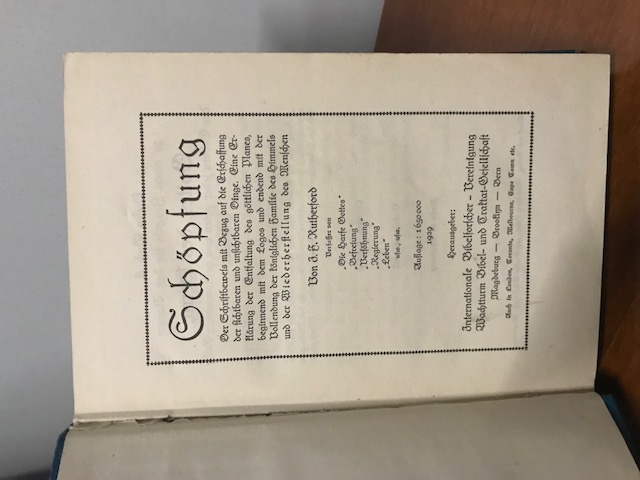 Schöpfung
Der Schriftbeweis mit Bezug auf die Erschaffung
der sichtbaren und unsichtbaren Dinge. Eine Er-
klärung der Entfaltung des göttlichen Planes,
beginnend mit dem Logos und endend mit der
Vollendung der königlichen Familie des Himmels
und der Wiederherstellung des Menschen
Von J. F. Rutherford
Verfasser von
„Die Harfe Gottes“
„Befreiung“
„Versöhnung“
„Regierung“
„Leben“
usw. usw.
Auflage: 1 650 000
1929
Herausgeber:
Internationale Bibelforscher-Vereinigung
Wachtturm Bibel- und Traktat-Gesellschaft
Magdeburg — Brooklyn — Bern
Auch in London, Toronto, Melbourne, Cape Town etc.